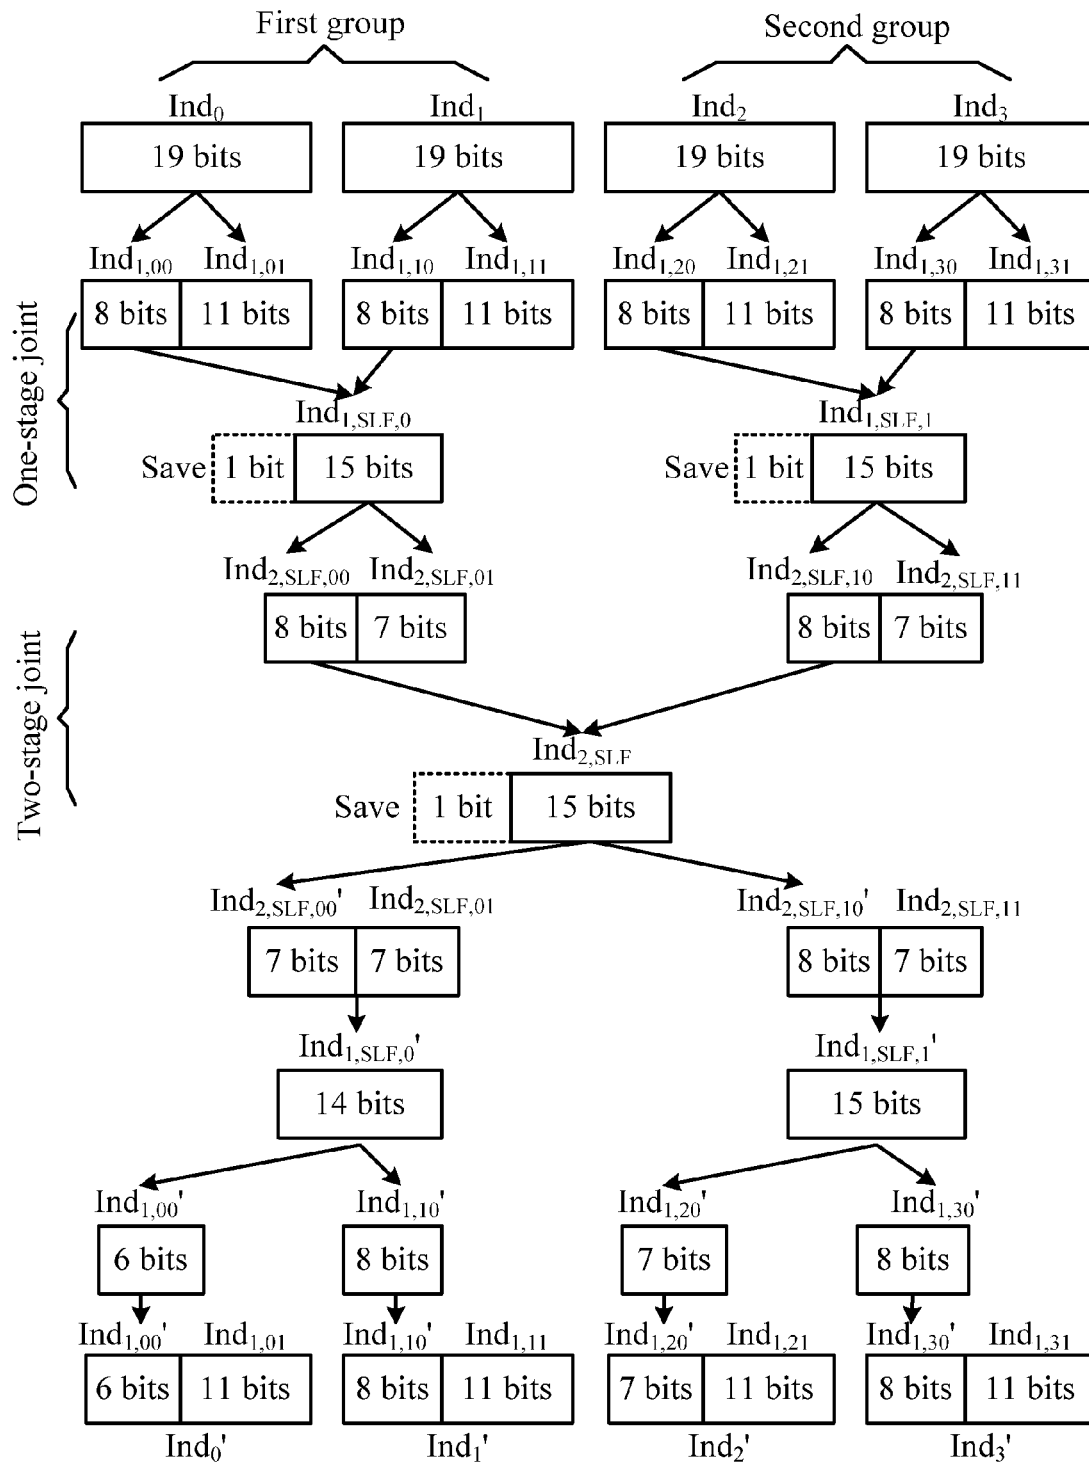 First group Second group
Ind0 Ind1 Ind2 Ind3
19 bits 19 bits 19 bits 19 bits
Ind1,00 Ind1,01 Ind1,10 Ind1,11 Ind1,20 Ind1,21 Ind1,30 Ind1,31
8 bits 11 bits 8 bits 11 bits 8 bits 11 bits 8 bits 11 bits
One-stage joint
Ind1,SLF,0 Ind1,SLF,1
Save 1 bit 15 bits Save 1 bit 15 bits
Ind2,SLF,00 Ind2,SLF,01 Ind2,SLF,10 Ind2,SLF,11
8 bits 7 bits 8 bits 7 bits
Two-stage joint
Ind2,SLF
Save 1 bit 15 bits
Ind2,SLF,00' Ind2,SLF,01 Ind2,SLF,10' Ind2,SLF,11
7 bits 7 bits 8 bits 7 bits
Ind1,SLF,0' Ind1,SLF,1'
14 bits 15 bits
Ind1,00' Ind1,10' Ind1,20' Ind1,30'
6 bits 8 bits 7 bits 8 bits
Ind1,00' Ind1,01 Ind1,10' Ind1,11 Ind1,20' Ind1,21 Ind1,30' Ind1,31
6 bits 11 bits 8 bits 11 bits 7 bits 11 bits 8 bits 11 bits
Ind0' Ind1' Ind2' Ind3'